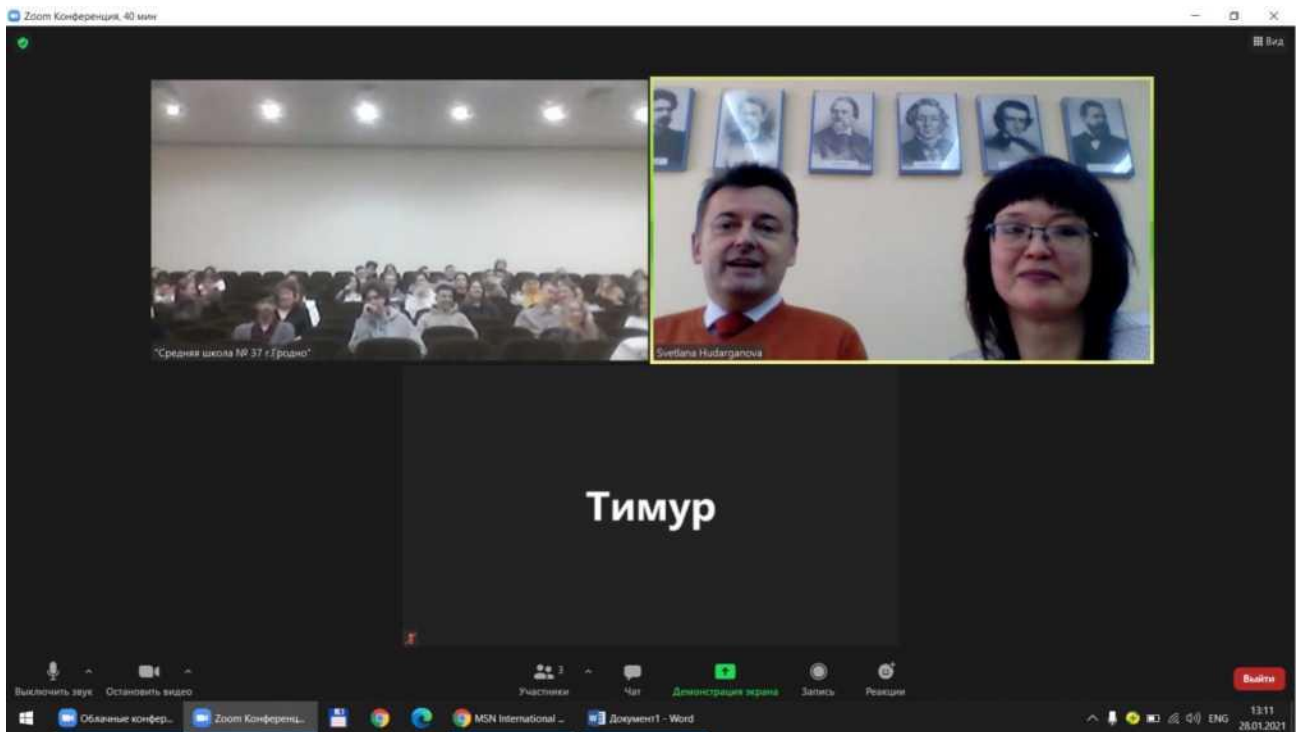 Zoom Конференция, 40 мин
Вид
"Средняя школа № 37 г.Гродно"
Svetlana Hudarganova
Тимур
Выключить звук
Остановить видео
3
Участники
Чат
Демонстрация экрана
Запись
Реакции
Выйти
Облачные конфер...
Zoom Конференц...
MSN International ...
Документ1 - Word
ENG
13:11
28.01.2021